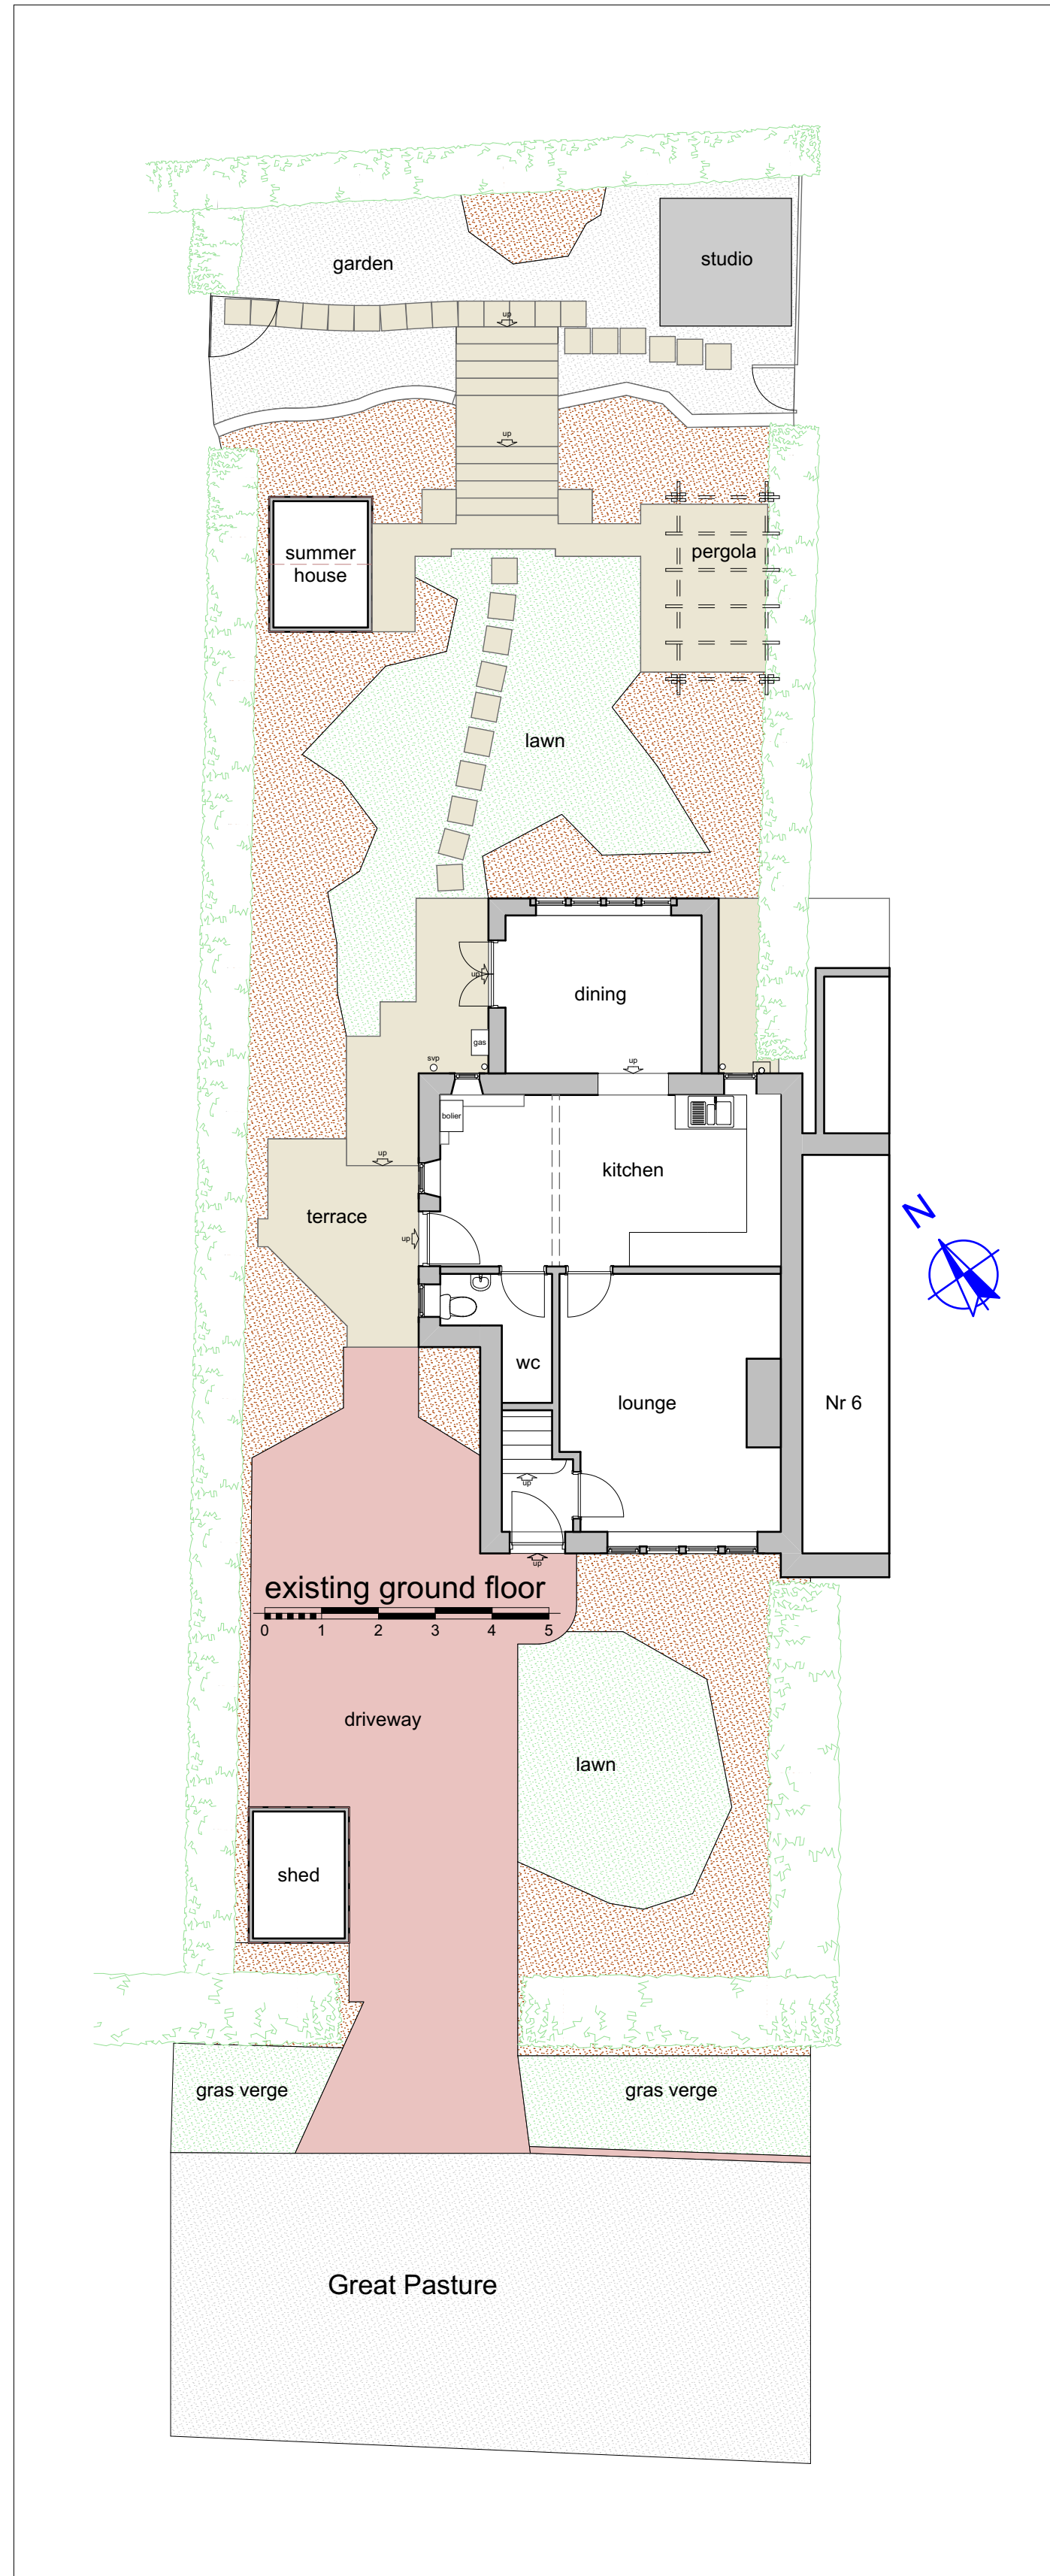 garden
studio
up
up
summer
house
pergola
lawn
dining
up
gas
svp
up
bolier
kitchen
up
terrace
up
N
wc
lounge
Nr 6
up
up
existing ground floor
0 1 2 3 4 5
driveway
lawn
shed
gras verge
gras verge
Great Pasture